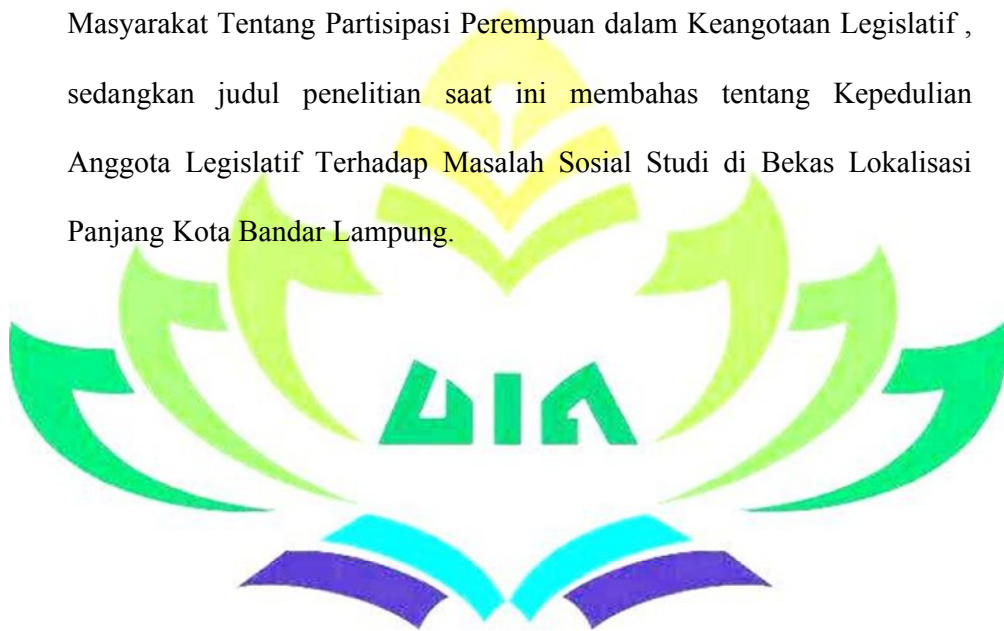 Masyarakat Tentang Partisipasi Perempuan dalam Keangotaan Legislatif ,
sedangkan judul penelitian saat ini membahas tentang Kepedulian
Anggota Legislatif Terhadap Masalah Sosial Studi di Bekas Lokalisasi
Panjang Kota Bandar Lampung.
UIN